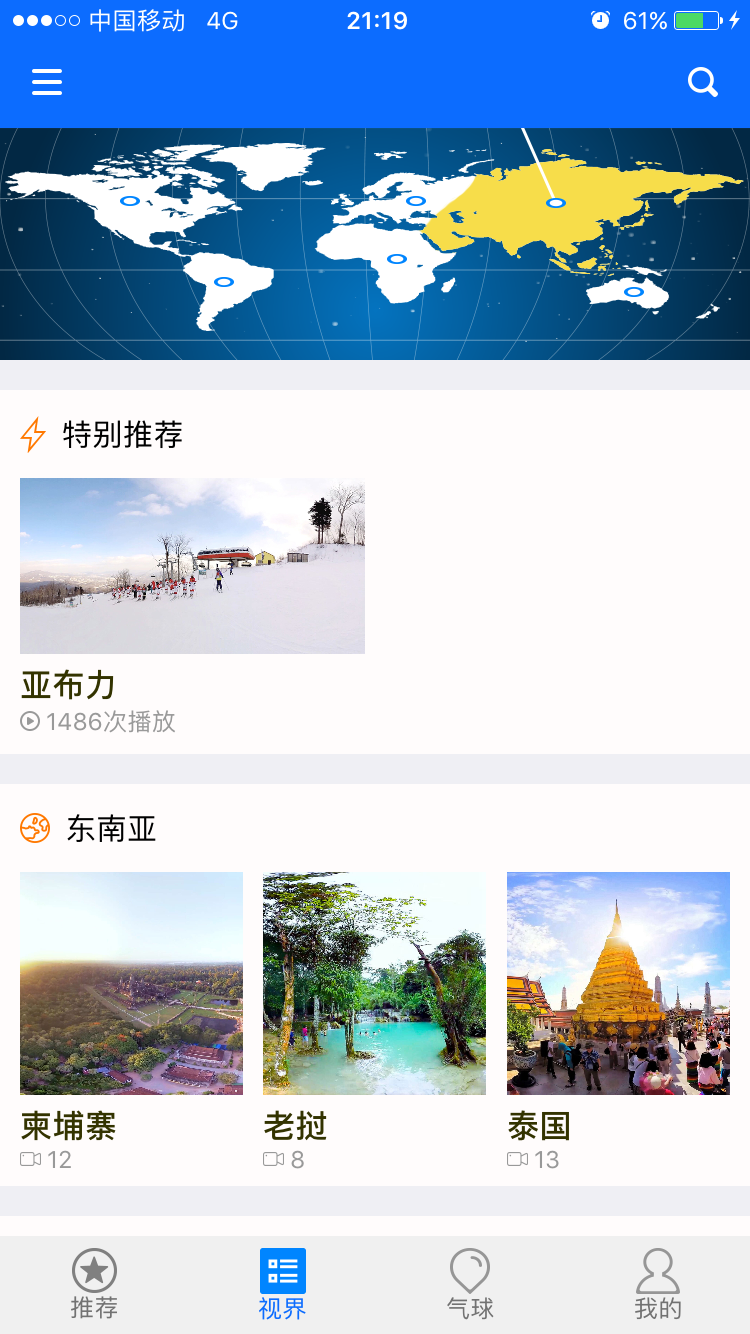 中国移动 4G 21:19 61%
特别推荐
亚布力
1486次播放
东南亚
柬埔寨 老挝 泰国
12 8 13
推荐 视界 气球 我的